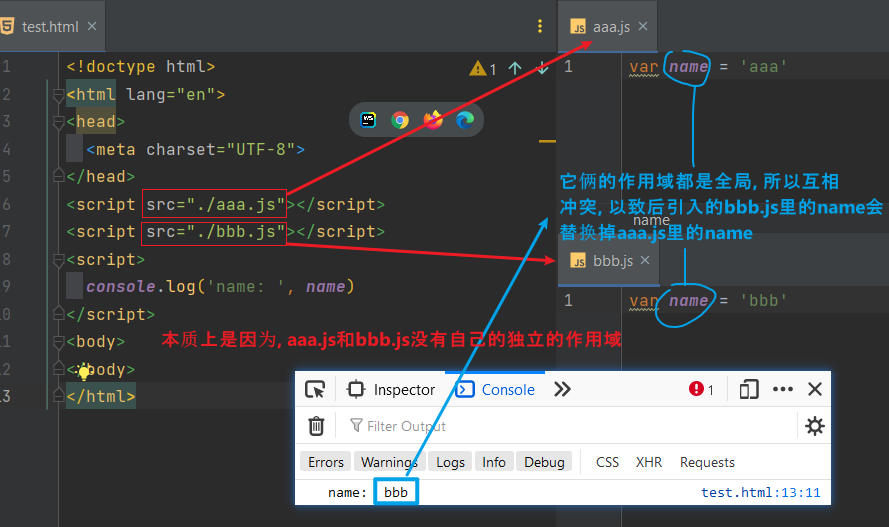 test.html ×
aaa.js ×
1 <!doctype html>
2 <html lang="en">
3 <head>
4 <meta charset="UTF-8">
5 </head>
6 <script src="./aaa.js"></script>
7 <script src="./bbb.js"></script>
8 <script>
9 console.log('name: ', name)
10 </script>
11 <body>
12 </body>
13 </html>
1
1 var name = 'aaa'
它俩的作用域都是全局, 所以互相
冲突, 以致后引入的bbb.js里的name会
替换掉aaa.js里的name
name
bbb.js ×
1 var name = 'bbb'
本质上是因为, aaa.js和bbb.js没有自己的独立的作用域
Inspector Console 1
Filter Output
Errors Warnings Logs Info Debug CSS XHR Requests
name: bbb test.html:13:11